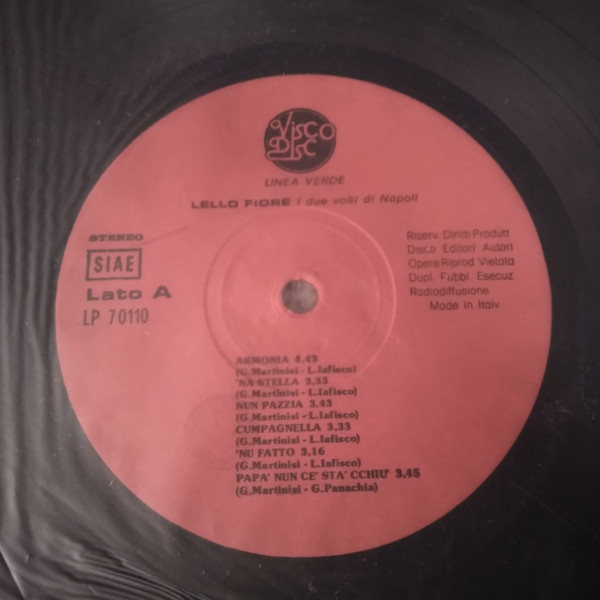 Visco
Disc
LINEA VERDE
LELLO FIORE I due volti di Napoli
STEREO
SIAE
Lato A
LP 70110
Riserv. Diritti Produtt
Disco Editori Autori
Opere Riprod Vietata
Dupl. Pubbl. Esecuz
Radiodiffusione
Made in Italy
ARMONIA 4,45
(G.Martinisi - L.Iafisco)
'NA STELLA 3,33
(G.Martinisi - L.Iafisco)
NUN PAZZIA 3,43
(G.Martinisi - L.Iafisco)
CUMPAGNELLA 3,33
(G.Martinisi - L.Iafisco)
'NU FATTO 3,16
(G.Martinisi - L.Iafisco)
PAPA' NUN CE' STA' CCHIU' 3,45
(G.Martinisi - G.Panachia)